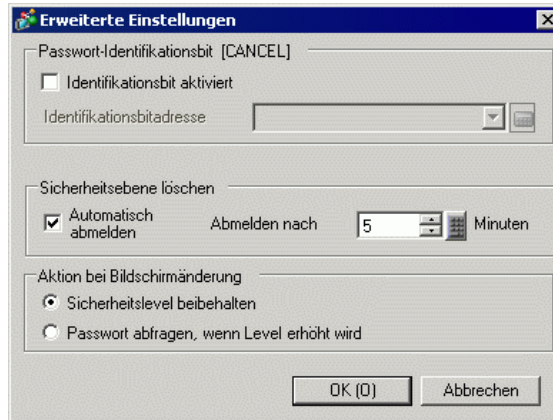 Erweiterte Einstellungen
Passwort-Identifikationsbit [CANCEL]
Identifikationsbit aktiviert
Identifikationsbitadresse
Sicherheitsebene löschen
Automatisch abmelden Abmelden nach 5 Minuten
Aktion bei Bildschirmänderung
Sicherheitslevel beibehalten
Passwort abfragen, wenn Level erhöht wird
OK (O) Abbrechen